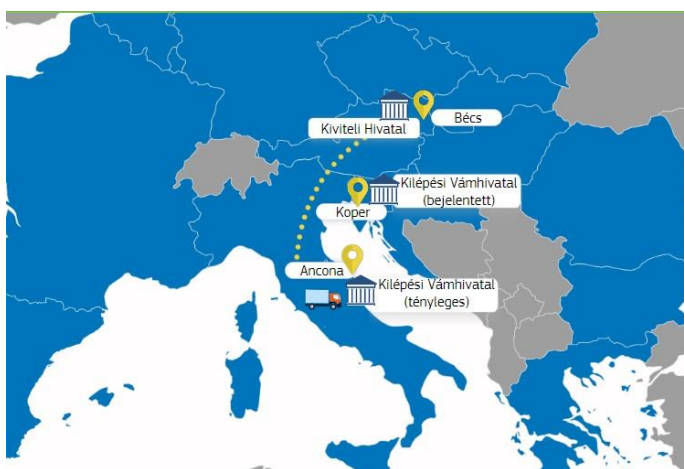 Bécs
Kiviteli Hivatal
Kilépési Vámhivatal
(bejelentett)
Koper
Ancona
Kilépési Vámhivatal
(tényleges)